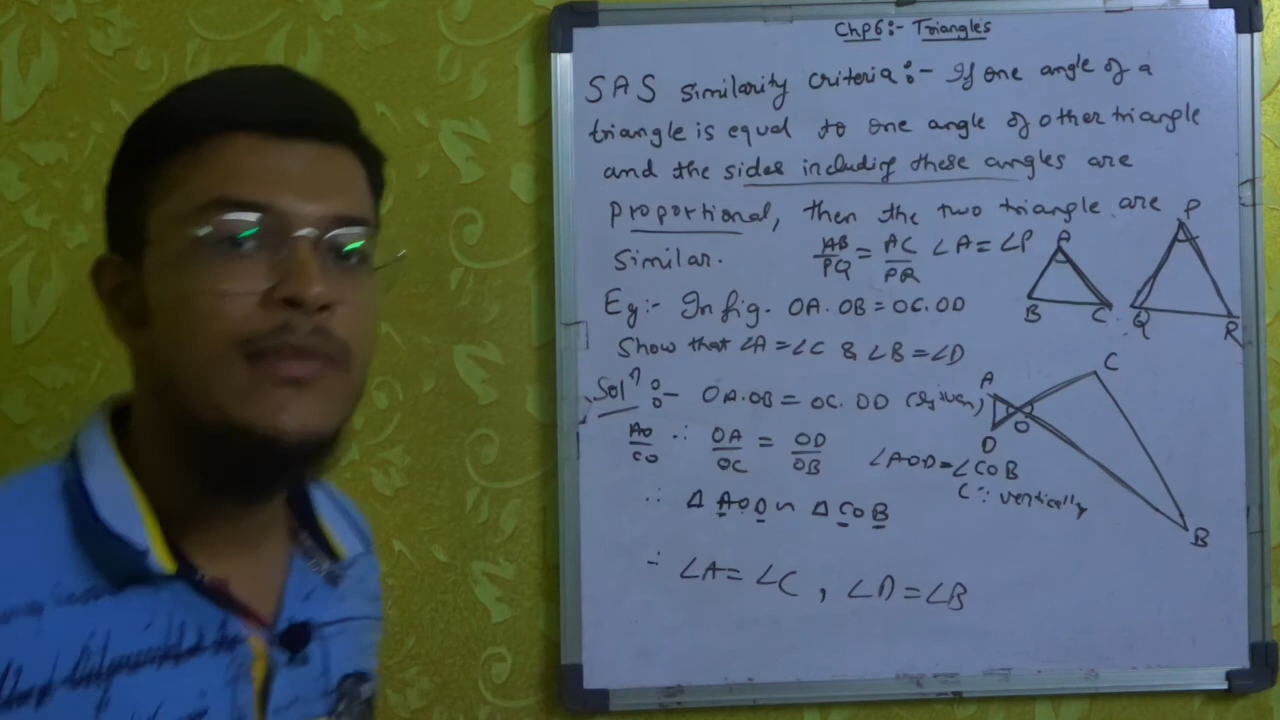 Chp6:- Triangles
SAS similarity criteria:- If one angle of a
triangle is equal to one angle of other triangle
and the sides including these angles are
proportional, then the two triangle are
similar.
AB/PQ = AC/PR ∠A = ∠P
A
B C
P
Q R
Eg:- In fig. OA.OB = OC.OD
Show that ∠A = ∠C & ∠B = ∠D
Solⁿ :- OA.OB = OC.OD (given)
AO/CO ∴ OA/OC = OD/OB ∠AOD = ∠COB
(∵ vertically
∴ Δ AOD ~ Δ COB
∴ ∠A = ∠C , ∠D = ∠B
A
C
O
D
B